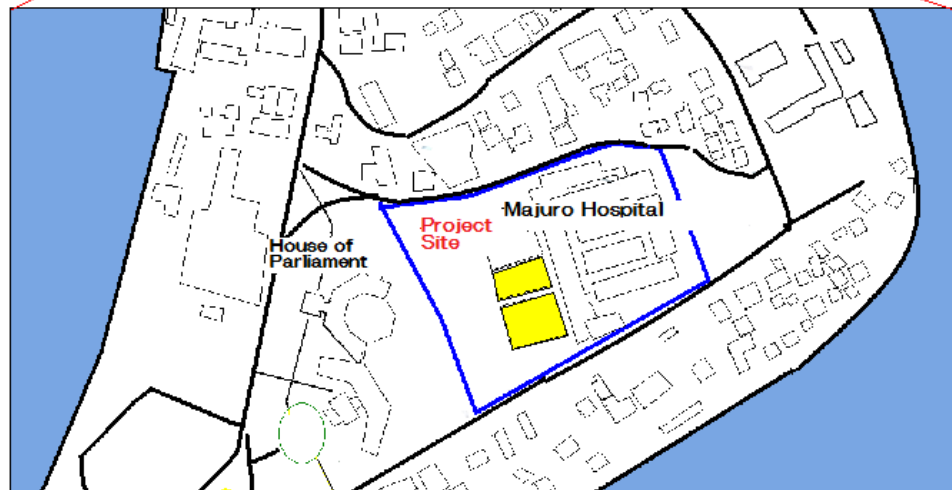 Majuro Hospital
Project
Site
House of
Parliament